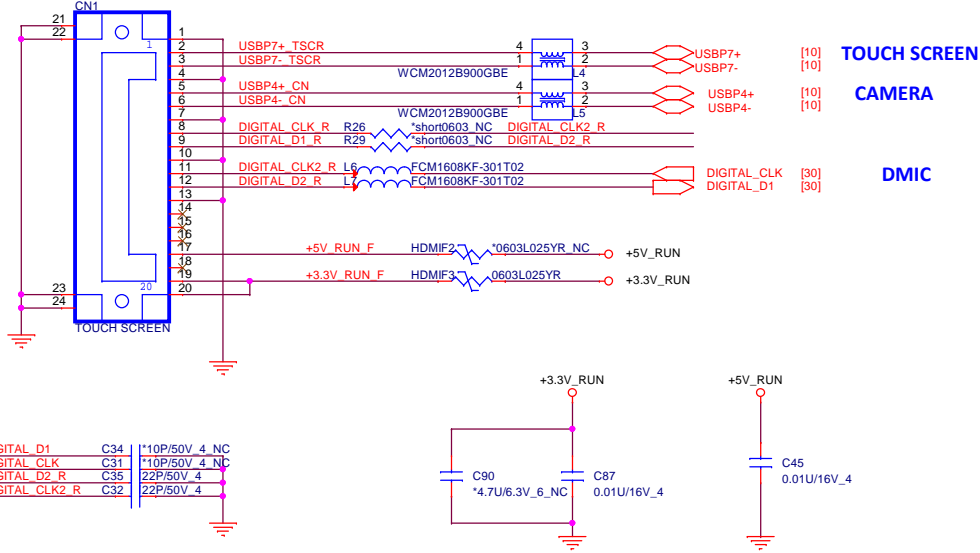 CN1
21
22
1
1
2 USBP7+_TSCR 4 3 USBP7+ [10] TOUCH SCREEN
3 USBP7-_TSCR 1 2 USBP7- [10]
4 WCM2012B900GBE L4
5 USBP4+_CN 4 3 USBP4+ [10] CAMERA
6 USBP4-_CN 1 2 USBP4- [10]
7 WCM2012B900GBE L5
8 DIGITAL_CLK_R R26 *short0603_NC DIGITAL_CLK2_R
9 DIGITAL_D1_R R29 *short0603_NC DIGITAL_D2_R
10
11 DIGITAL_CLK2_R L6 FCM1608KF-301T02 DIGITAL_CLK [30] DMIC
12 DIGITAL_D2_R L7 FCM1608KF-301T02 DIGITAL_D1 [30]
13
14
15
16
17 +5V_RUN_F HDMIF2 *0603L025YR_NC +5V_RUN
18
19 +3.3V_RUN_F HDMIF3 0603L025YR +3.3V_RUN
20
20
23
24
TOUCH SCREEN
+3.3V_RUN
+5V_RUN
GITAL_D1 C34 *10P/50V_4_NC
GITAL_CLK C31 *10P/50V_4_NC
GITAL_D2_R C35 22P/50V_4
GITAL_CLK2_R C32 22P/50V_4
C90
*4.7U/6.3V_6_NC
C87
0.01U/16V_4
C45
0.01U/16V_4